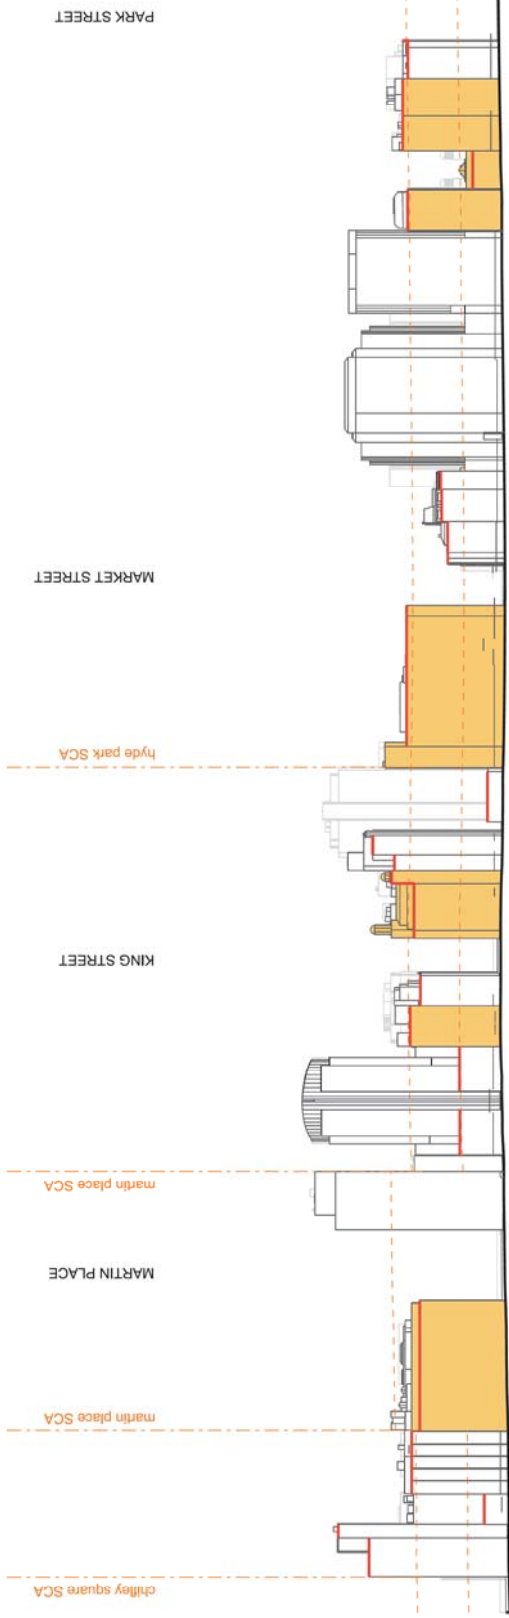 chifley square SCA
martin place SCA
MARTIN PLACE
martin place SCA
KING STREET
hyde park SCA
MARKET STREET
PARK STREET